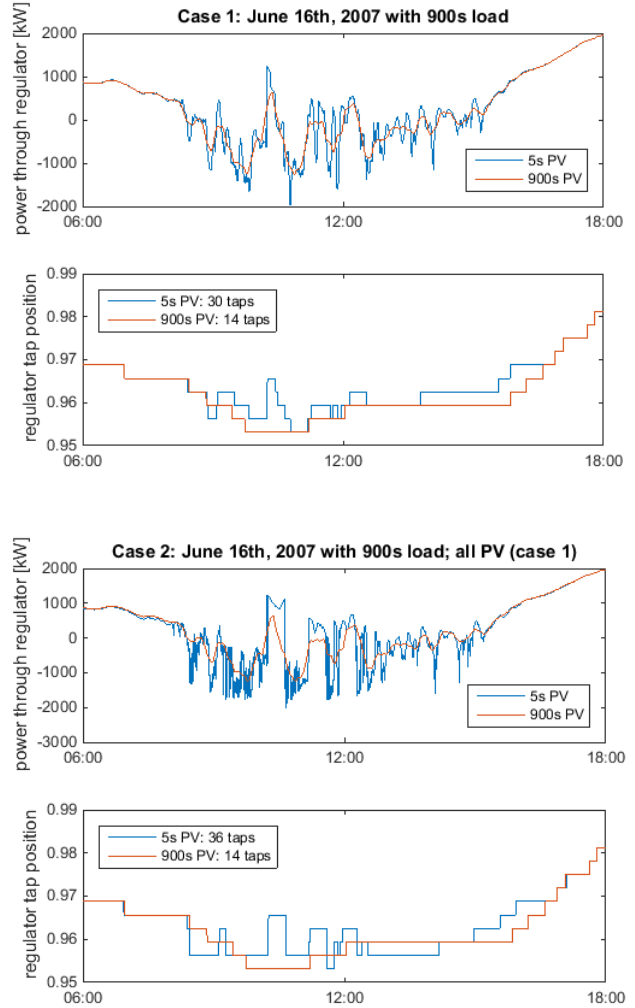 Case 1: June 16th, 2007 with 900s load
power through regulator [kW]
2000
1000
0
-1000
-2000
06:00
12:00
18:00
5s PV
900s PV
regulator tap position
0.99
0.98
0.97
0.96
0.95
06:00
12:00
18:00
5s PV: 30 taps
900s PV: 14 taps
Case 2: June 16th, 2007 with 900s load; all PV (case 1)
power through regulator [kW]
2000
1000
0
-1000
-2000
-3000
06:00
12:00
18:00
5s PV
900s PV
regulator tap position
0.99
0.98
0.97
0.96
0.95
06:00
12:00
18:00
5s PV: 36 taps
900s PV: 14 taps